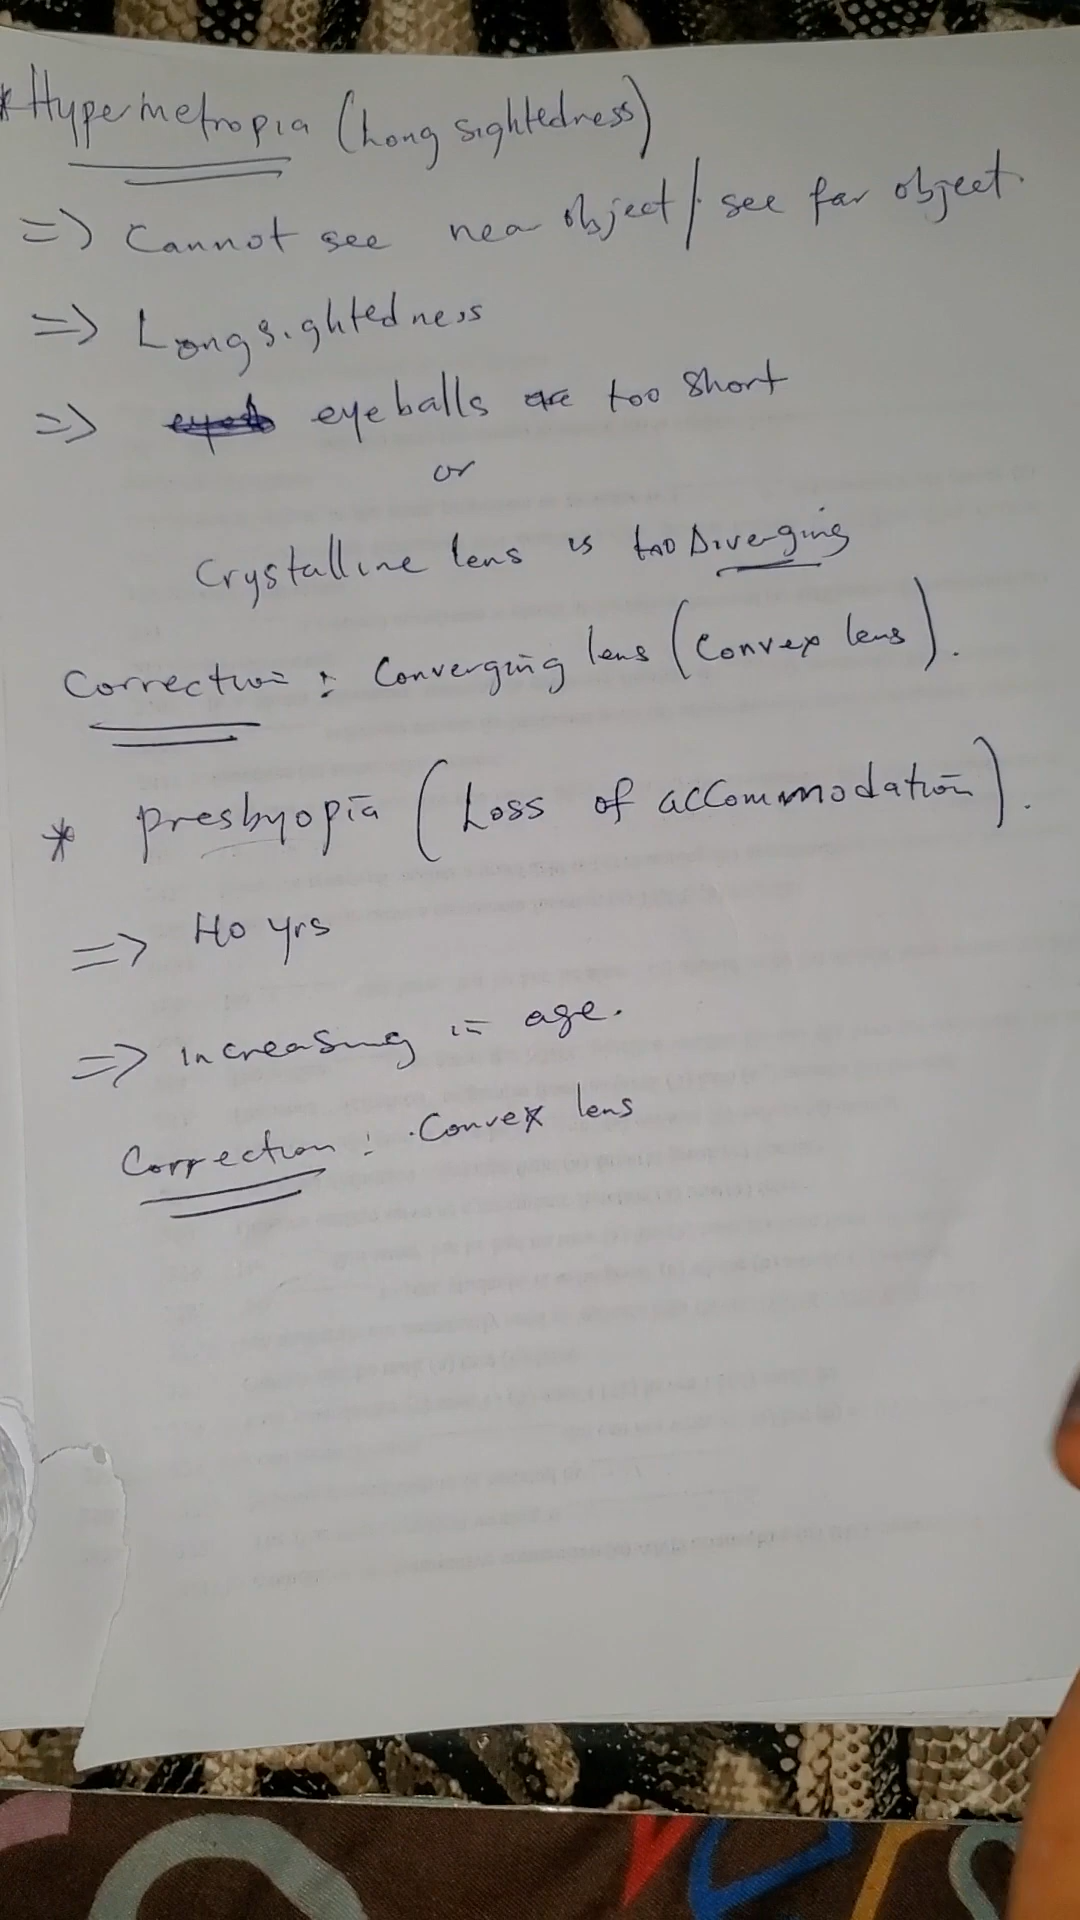 * Hypermetropia (Long sightedness)
=> Cannot see near object / see far object.
=> Longsightedness
=> eyeballs are too short
or
Crystalline lens is too Diverging
Correction : Converging lens (Convex lens).
* presbyopia (Loss of accommodation).
=> 40 yrs
=> increasing in age.
Correction : Convex lens